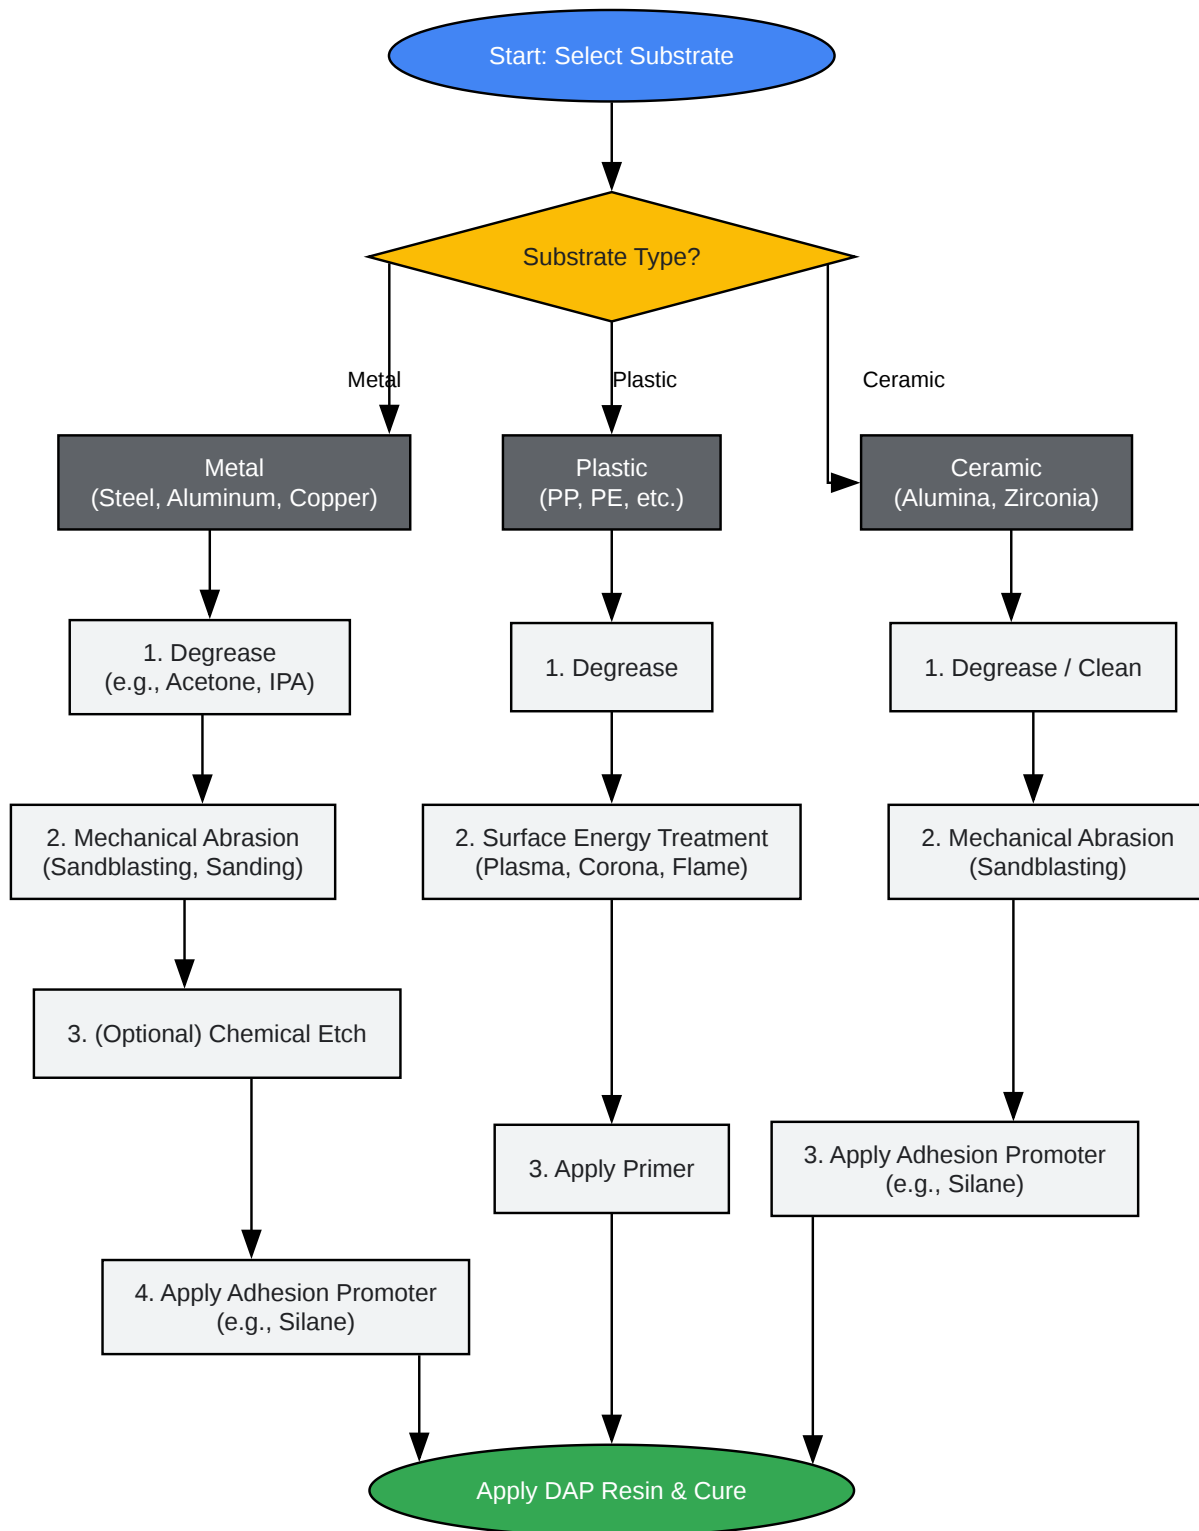 Start: Select Substrate
Substrate Type?
Metal
Plastic
Ceramic
Metal
(Steel, Aluminum, Copper)
Plastic
(PP, PE, etc.)
Ceramic
(Alumina, Zirconia)
1. Degrease
(e.g., Acetone, IPA)
1. Degrease
1. Degrease / Clean
2. Mechanical Abrasion
(Sandblasting, Sanding)
2. Surface Energy Treatment
(Plasma, Corona, Flame)
2. Mechanical Abrasion
(Sandblasting)
3. (Optional) Chemical Etch
3. Apply Primer
3. Apply Adhesion Promoter
(e.g., Silane)
4. Apply Adhesion Promoter
(e.g., Silane)
Apply DAP Resin & Cure